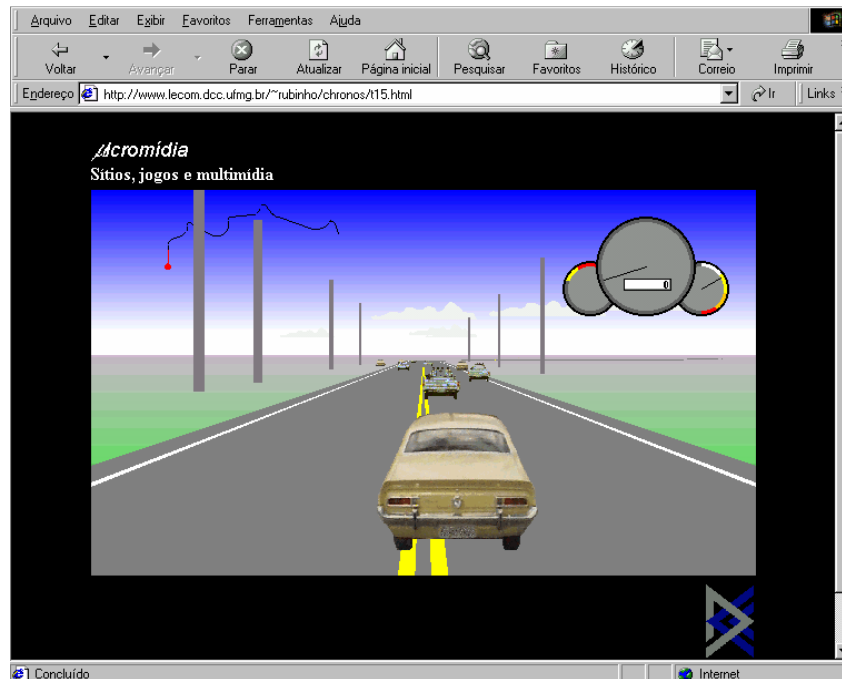 Arquivo Editar Exibir Favoritos Ferramentas Ajuda
Voltar Avançar Parar Atualizar Página inicial Pesquisar Favoritos Histórico Correio Imprimir
Endereço http://www.lecom.dcc.ufmg.br/~rubinho/chronos/t15.html Ir Links
µcromídia
Sítios, jogos e multimídia
0
Concluído Internet